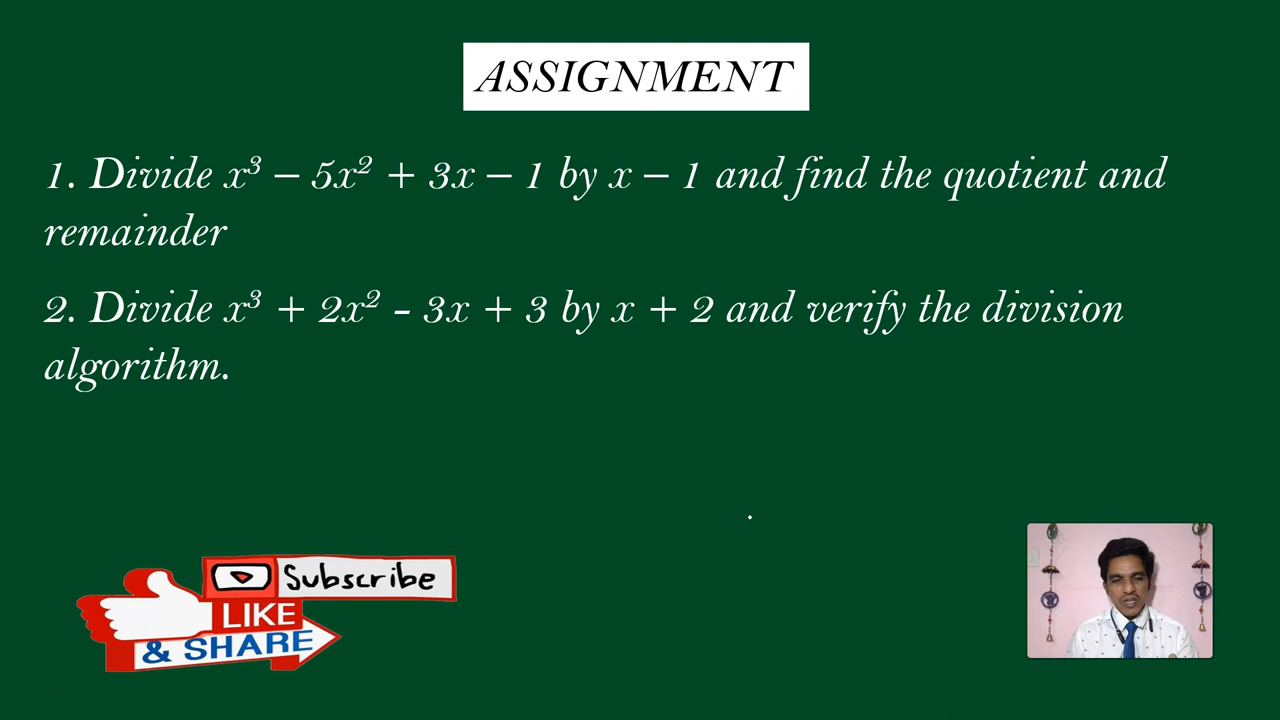 ASSIGNMENT
1. Divide x³ – 5x² + 3x – 1 by x – 1 and find the quotient and
remainder
2. Divide x³ + 2x² - 3x + 3 by x + 2 and verify the division
algorithm.
Subscribe
LIKE
& SHARE